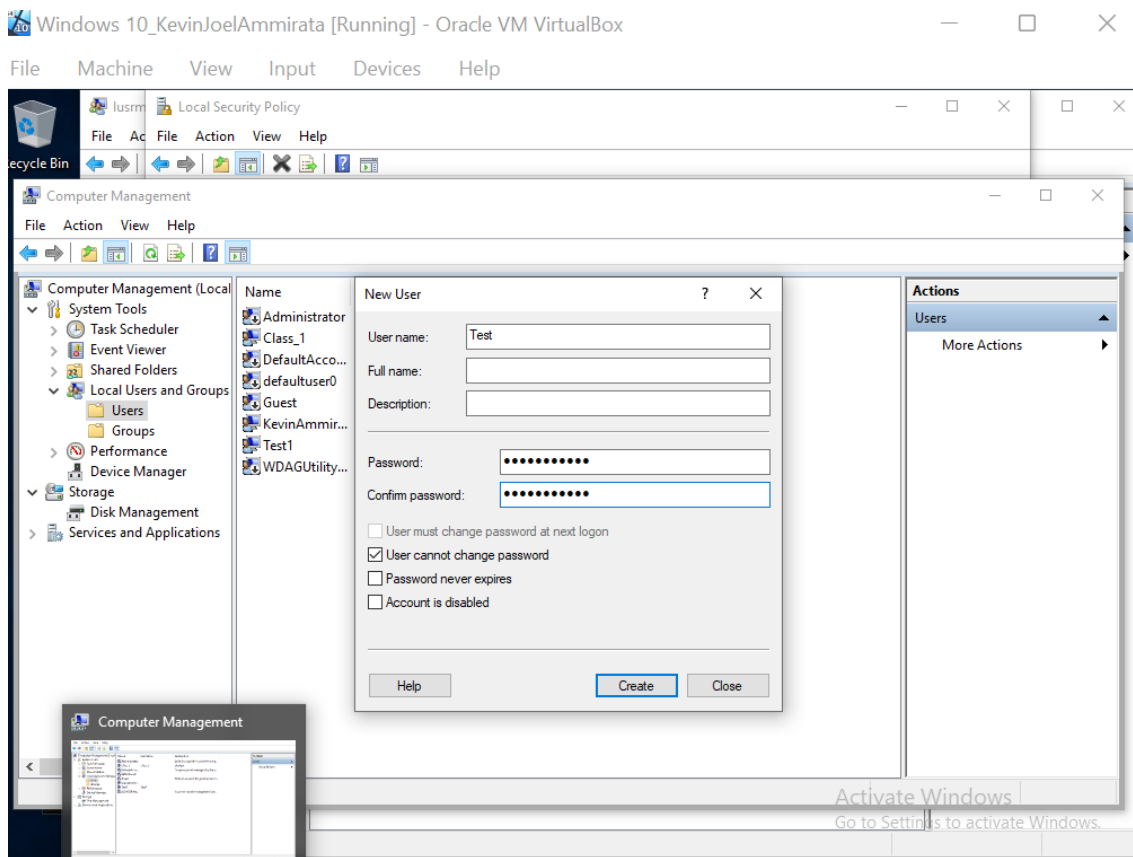 Windows 10_KevinJoelAmmirata [Running] - Oracle VM VirtualBox
File Machine View Input Devices Help
lusrm
Local Security Policy
File Ac
File Action View Help
ecycle Bin
Computer Management
File Action View Help
Computer Management (Local
System Tools
Task Scheduler
Event Viewer
Shared Folders
Local Users and Groups
Users
Groups
Performance
Device Manager
Storage
Disk Management
Services and Applications
Name
Administrator
Class_1
DefaultAcco...
defaultuser0
Guest
KevinAmmir...
Test1
WDAGUtility...
New User
User name: Test
Full name:
Description:
Password: •••••••••••
Confirm password: •••••••••••
User must change password at next logon
User cannot change password
Password never expires
Account is disabled
Help Create Close
Actions
Users
More Actions
Computer Management
Activate Windows
Go to Settings to activate Windows.